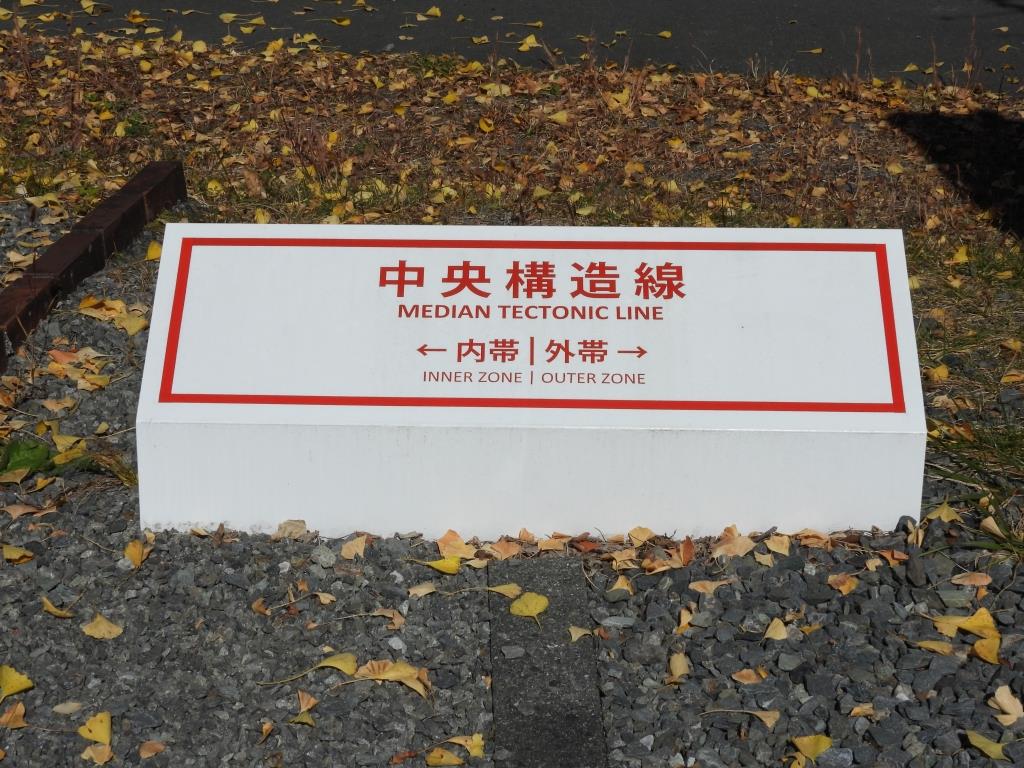 中央構造線
MEDIAN TECTONIC LINE
← 内帯 | 外帯 →
INNER ZONE | OUTER ZONE